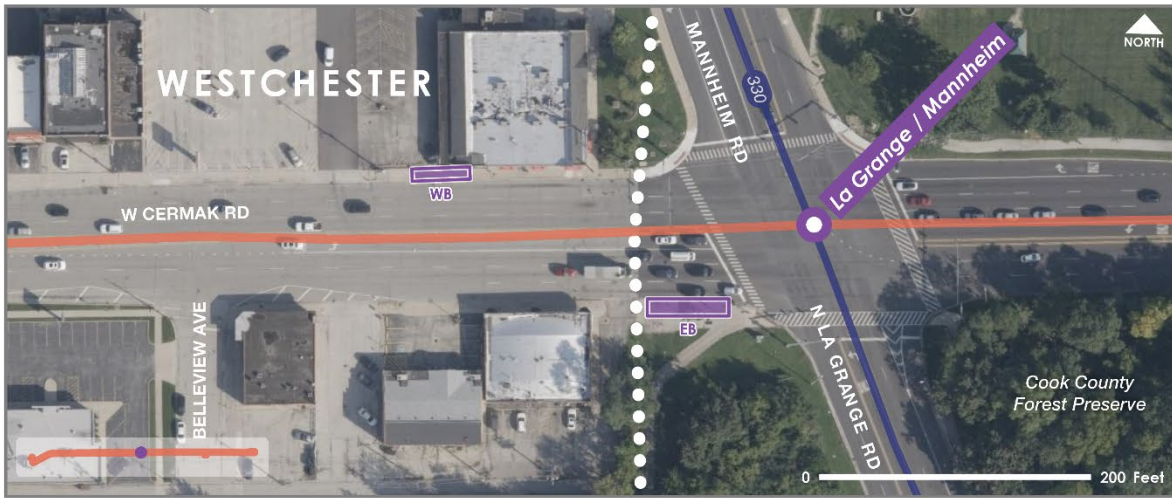 WESTCHESTER
NORTH
MANNHEIM RD
330
La Grange / Mannheim
WB
W CERMAK RD
EB
BELLEVIEW AVE
N LA GRANGE RD
Cook County
Forest Preserve
0 200 Feet